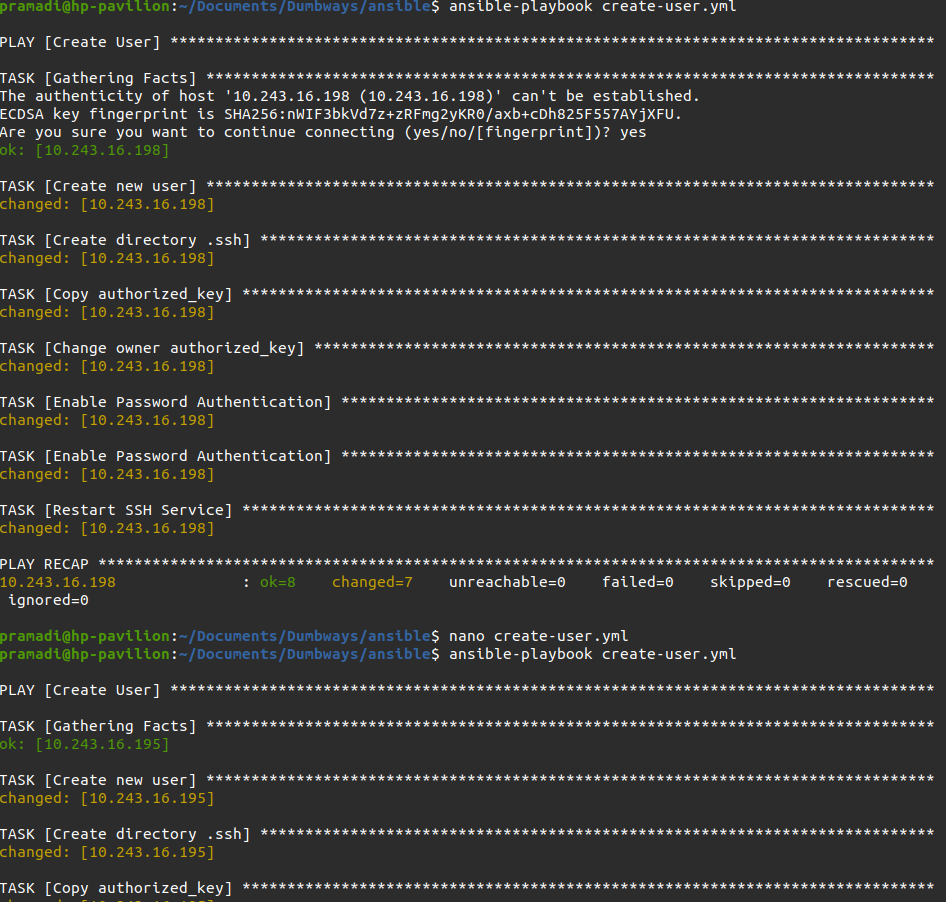 pramadi@hp-pavilion:~/Documents/Dumbways/ansible$ ansible-playbook create-user.yml
PLAY [Create User] *************************************************************************************
TASK [Gathering Facts] *********************************************************************************
The authenticity of host '10.243.16.198 (10.243.16.198)' can't be established.
ECDSA key fingerprint is SHA256:nWIF3bkVd7z+zRFmg2yKR0/axb+cDh825F557AYjXFU.
Are you sure you want to continue connecting (yes/no/[fingerprint])? yes
ok: [10.243.16.198]
TASK [Create new user] *********************************************************************************
changed: [10.243.16.198]
TASK [Create directory .ssh] ***************************************************************************
changed: [10.243.16.198]
TASK [Copy authorized_key] *****************************************************************************
changed: [10.243.16.198]
TASK [Change owner authorized_key] *********************************************************************
changed: [10.243.16.198]
TASK [Enable Password Authentication] ******************************************************************
changed: [10.243.16.198]
TASK [Enable Password Authentication] ******************************************************************
changed: [10.243.16.198]
TASK [Restart SSH Service] *****************************************************************************
changed: [10.243.16.198]
PLAY RECAP *********************************************************************************************
10.243.16.198              : ok=8    changed=7    unreachable=0    failed=0    skipped=0    rescued=0
ignored=0
pramadi@hp-pavilion:~/Documents/Dumbways/ansible$ nano create-user.yml
pramadi@hp-pavilion:~/Documents/Dumbways/ansible$ ansible-playbook create-user.yml
PLAY [Create User] *************************************************************************************
TASK [Gathering Facts] *********************************************************************************
ok: [10.243.16.195]
TASK [Create new user] *********************************************************************************
changed: [10.243.16.195]
TASK [Create directory .ssh] ***************************************************************************
changed: [10.243.16.195]
TASK [Copy authorized_key] *****************************************************************************